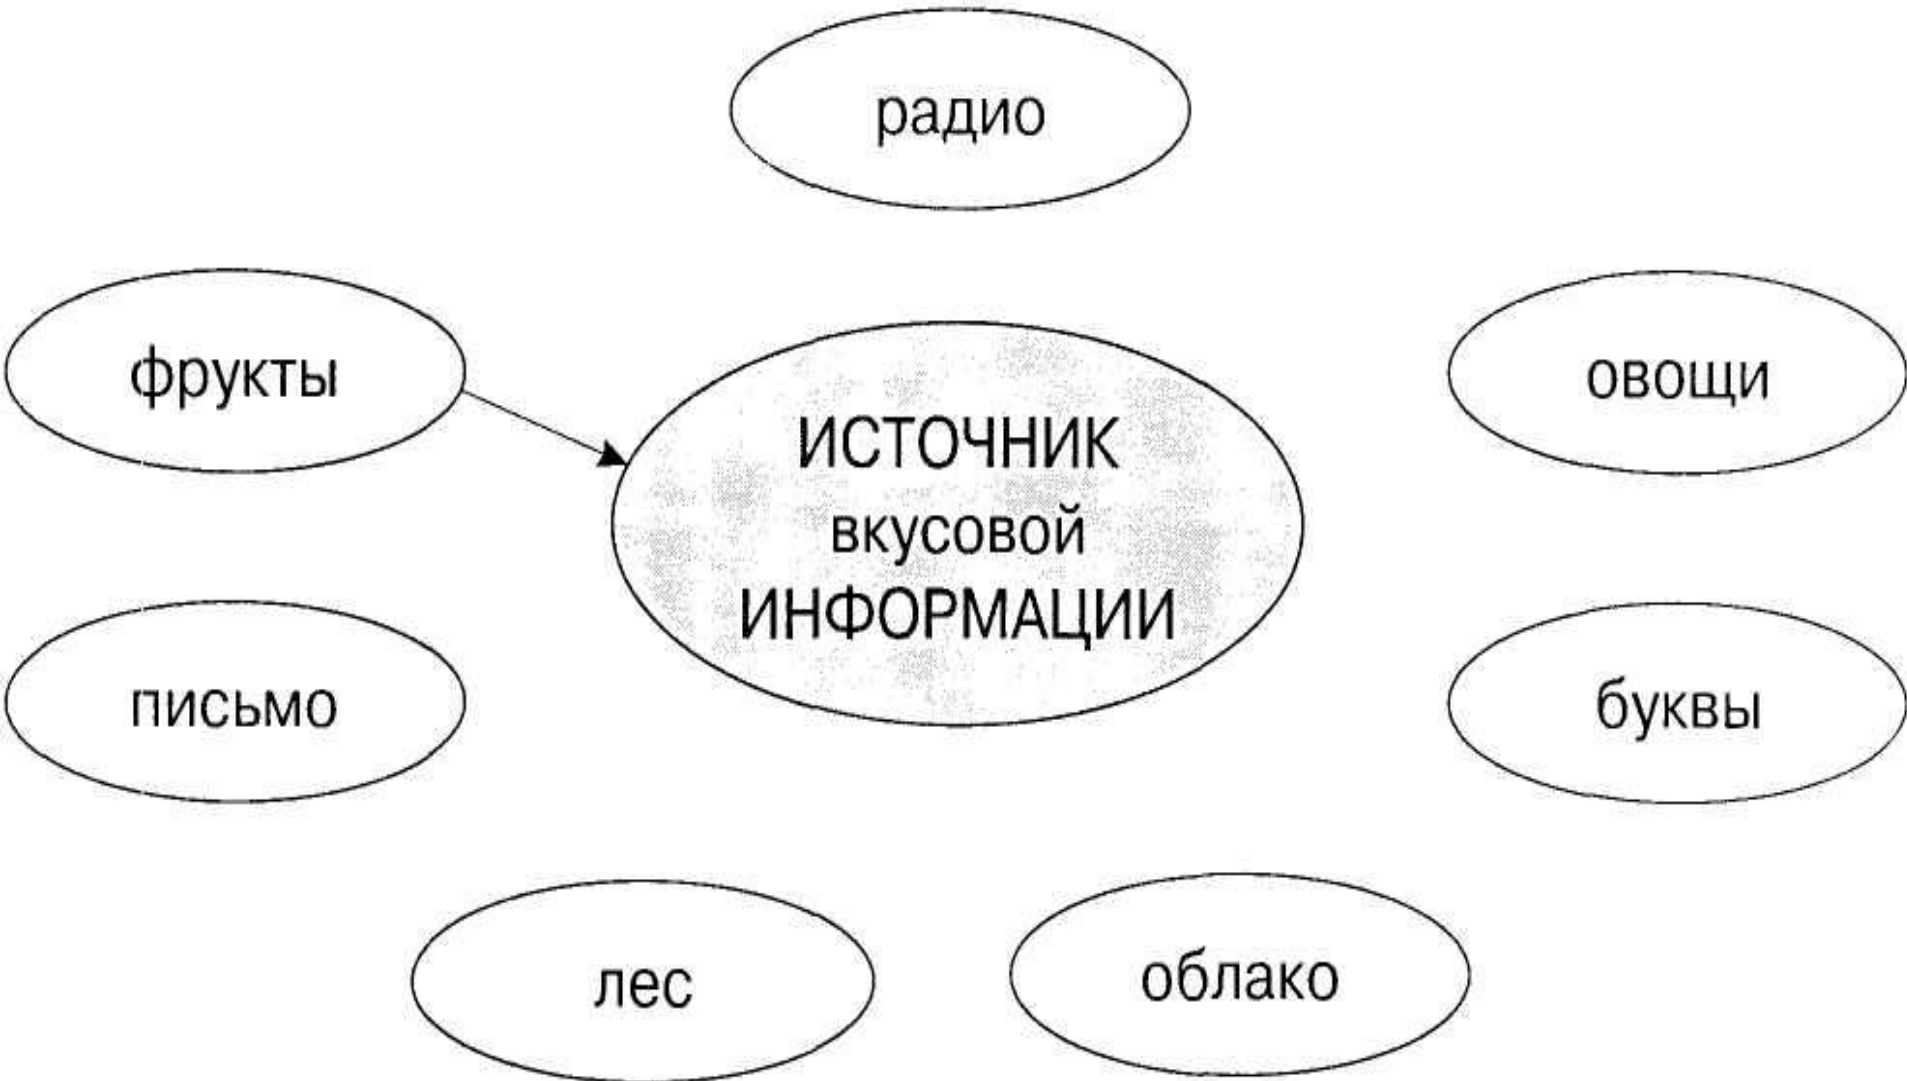 радио
фрукты
овощи
ИСТОЧНИК
вкусовой
ИНФОРМАЦИИ
письмо
буквы
лес
облако